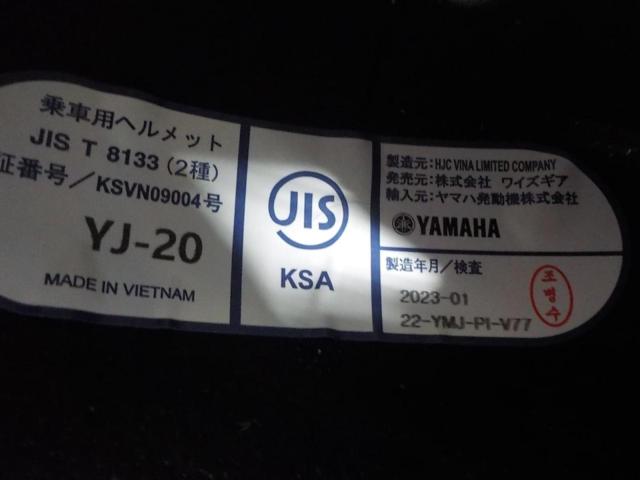 乗車用ヘルメット
JIS T 8133(2種)
証番号/KSVN09004号
YJ-20
MADE IN VIETNAM
JIS
KSA
製造元:HJC VINA LIMITED COMPANY
発売元:株式会社 ワイズギア
輸入元:ヤマハ発動機株式会社
YAMAHA
製造年月/検査
2023-01
22-YMJ-PI-V77
조병수